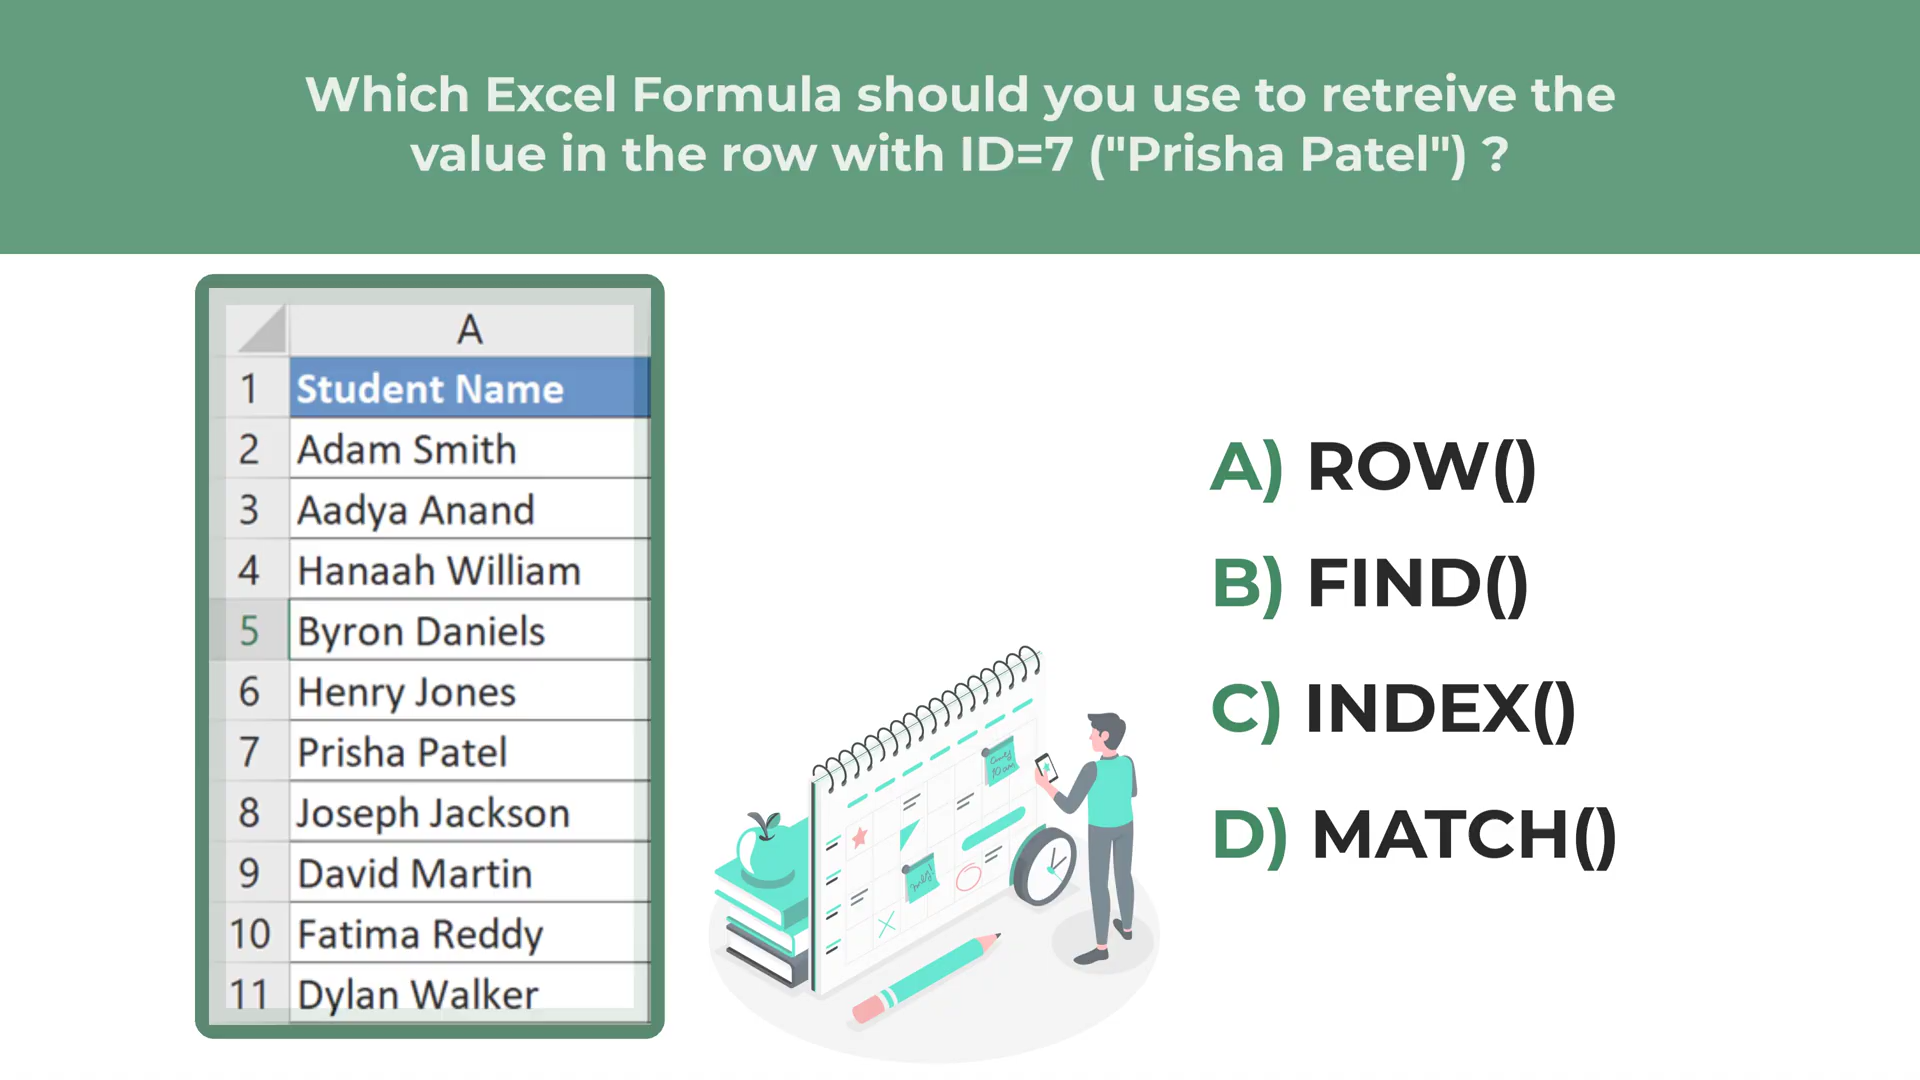 Which Excel Formula should you use to retreive the
value in the row with ID=7 ("Prisha Patel") ?
A
1 Student Name
2 Adam Smith
3 Aadya Anand
4 Hanaah William
5 Byron Daniels
6 Henry Jones
7 Prisha Patel
8 Joseph Jackson
9 David Martin
10 Fatima Reddy
11 Dylan Walker
10 am
A) ROW()
B) FIND()
C) INDEX()
D) MATCH()